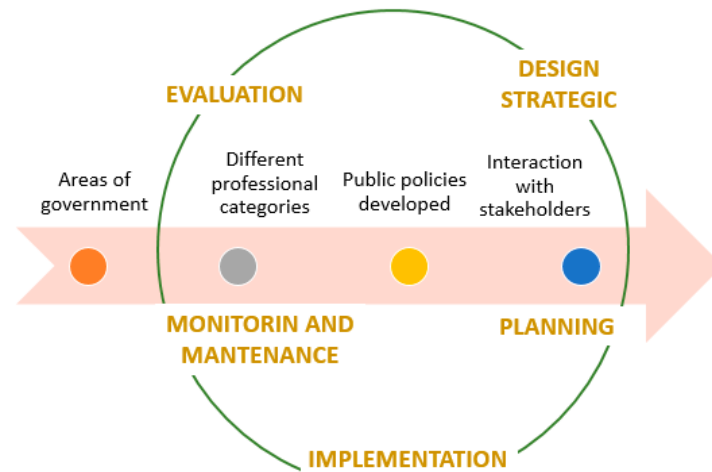 EVALUATION
DESIGN
STRATEGIC
Areas of
government
Different
professional
categories
Public policies
developed
Interaction
with
stakeholders
MONITORIN AND
MANTENANCE
PLANNING
IMPLEMENTATION